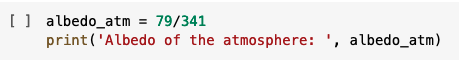 [ ] albedo_atm = 79/341
print('Albedo of the atmosphere: ', albedo_atm)